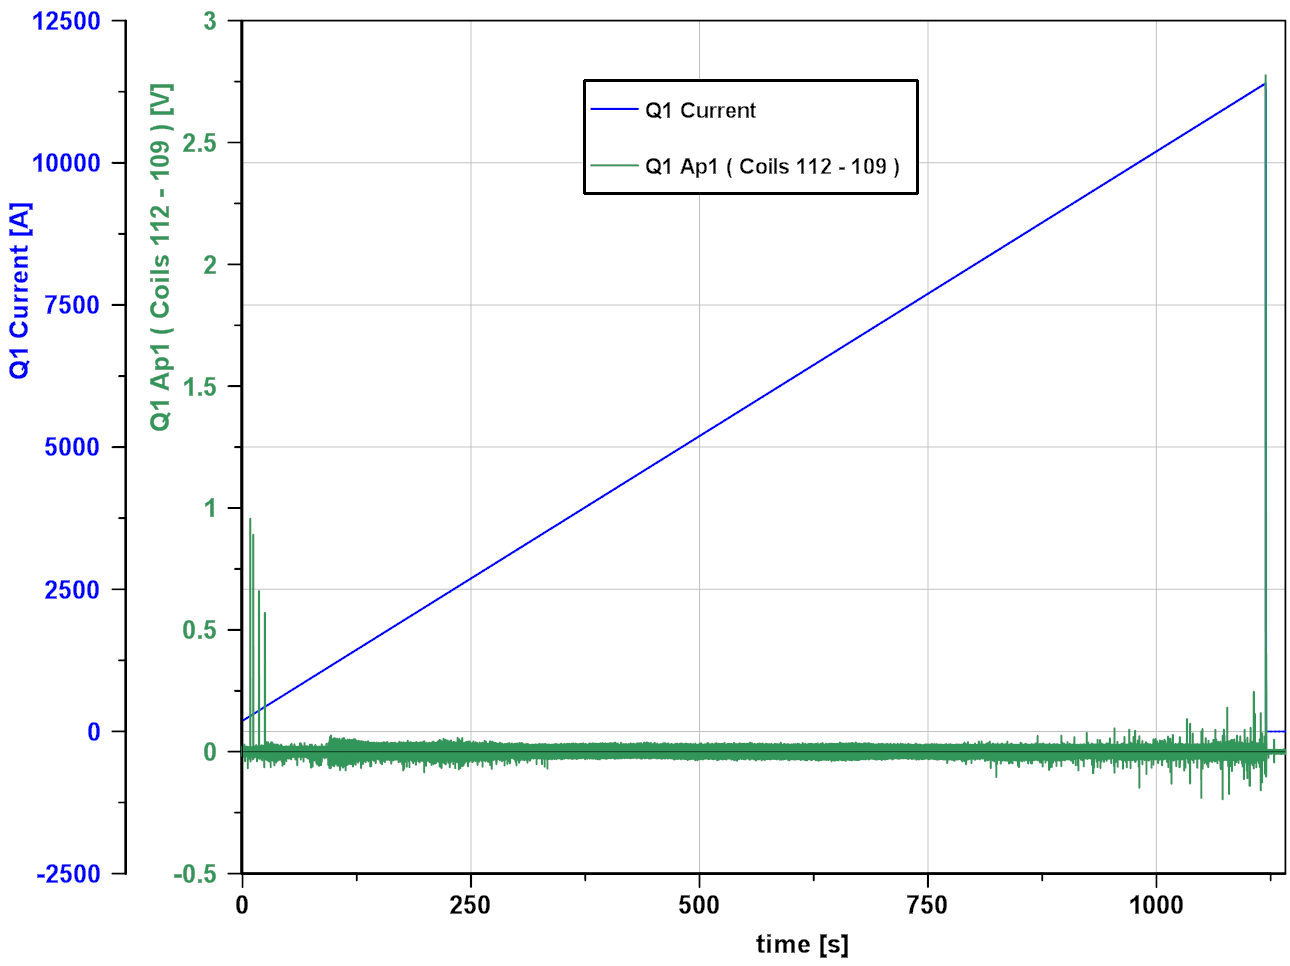 Q1 Current [A]
12500
10000
7500
5000
2500
0
-2500
Q1 Ap1 ( Coils 112 - 109 ) [V]
3
2.5
2
1.5
1
0.5
0
-0.5
Q1 Current
Q1 Ap1 ( Coils 112 - 109 )
0 250 500 750 1000
time [s]